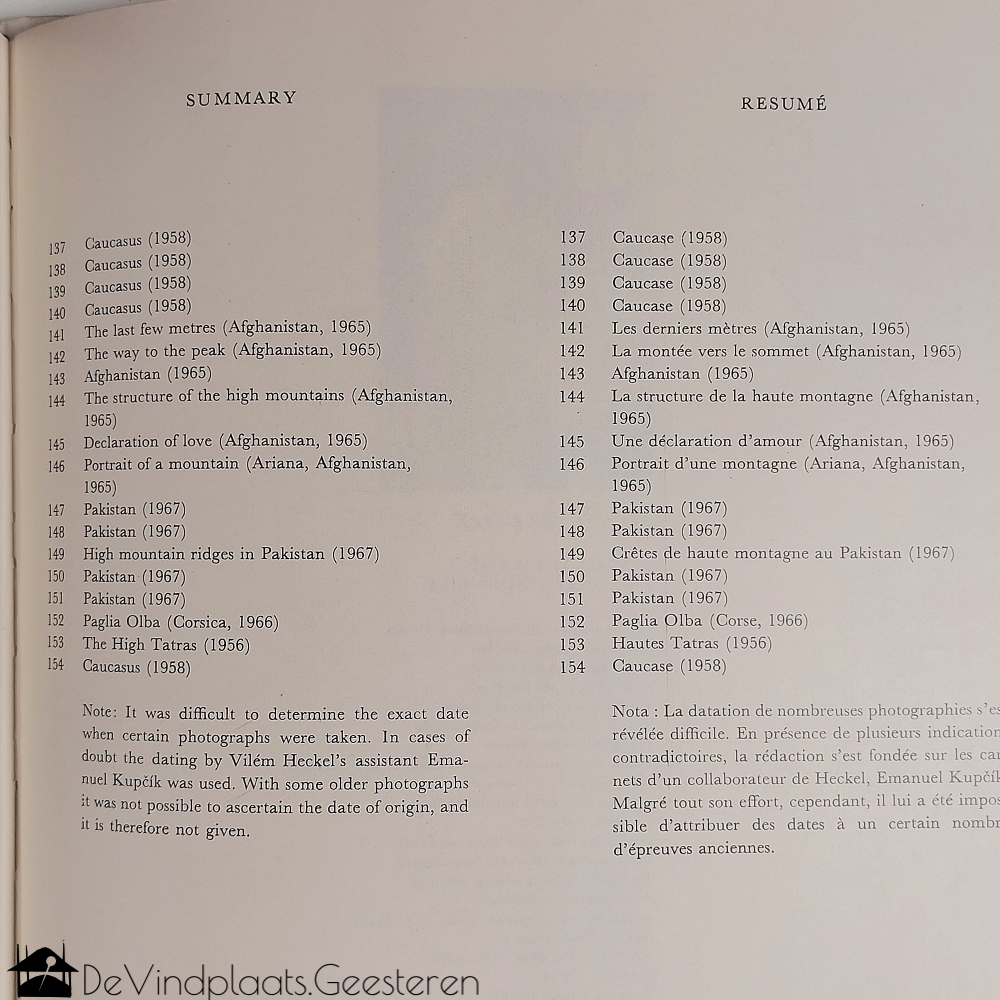 SUMMARY
137 Caucasus (1958)
138 Caucasus (1958)
139 Caucasus (1958)
140 Caucasus (1958)
141 The last few metres (Afghanistan, 1965)
142 The way to the peak (Afghanistan, 1965)
143 Afghanistan (1965)
144 The structure of the high mountains (Afghanistan,
1965)
145 Declaration of love (Afghanistan, 1965)
146 Portrait of a mountain (Ariana, Afghanistan,
1965)
147 Pakistan (1967)
148 Pakistan (1967)
149 High mountain ridges in Pakistan (1967)
150 Pakistan (1967)
151 Pakistan (1967)
152 Paglia Olba (Corsica, 1966)
153 The High Tatras (1956)
154 Caucasus (1958)
Note: It was difficult to determine the exact date
when certain photographs were taken. In cases of
doubt the dating by Vilém Heckel's assistant Ema-
nuel Kupčík was used. With some older photographs
it was not possible to ascertain the date of origin, and
it is therefore not given.
RESUMÉ
137 Caucase (1958)
138 Caucase (1958)
139 Caucase (1958)
140 Caucase (1958)
141 Les derniers mètres (Afghanistan, 1965)
142 La montée vers le sommet (Afghanistan, 1965)
143 Afghanistan (1965)
144 La structure de la haute montagne (Afghanistan,
1965)
145 Une déclaration d'amour (Afghanistan, 1965)
146 Portrait d'une montagne (Ariana, Afghanistan,
1965)
147 Pakistan (1967)
148 Pakistan (1967)
149 Crêtes de haute montagne au Pakistan (1967)
150 Pakistan (1967)
151 Pakistan (1967)
152 Paglia Olba (Corse, 1966)
153 Hautes Tatras (1956)
154 Caucase (1958)
Nota : La datation de nombreuses photographies s'es
révélée difficile. En présence de plusieurs indication
contradictoires, la rédaction s'est fondée sur les car
nets d'un collaborateur de Heckel, Emanuel Kupčík
Malgré tout son effort, cependant, il lui a été impos
sible d'attribuer des dates à un certain nombr
d'épreuves anciennes.
DeVindplaats.Geesteren